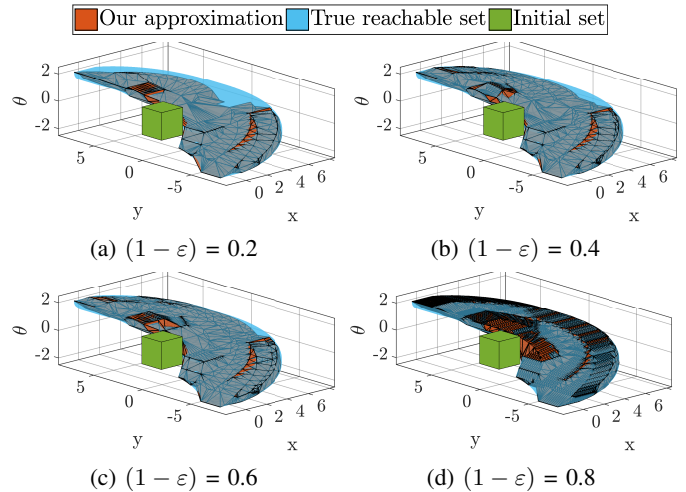 Our approximation True reachable set Initial set
2
0
-2
θ
5
0
-5
y
0
2
4
6
x
(a) (1 − ε) = 0.2
2
0
-2
θ
5
0
-5
y
0
2
4
6
x
(b) (1 − ε) = 0.4
2
0
-2
θ
5
0
-5
y
0
2
4
6
x
(c) (1 − ε) = 0.6
2
0
-2
θ
5
0
-5
y
0
2
4
6
x
(d) (1 − ε) = 0.8